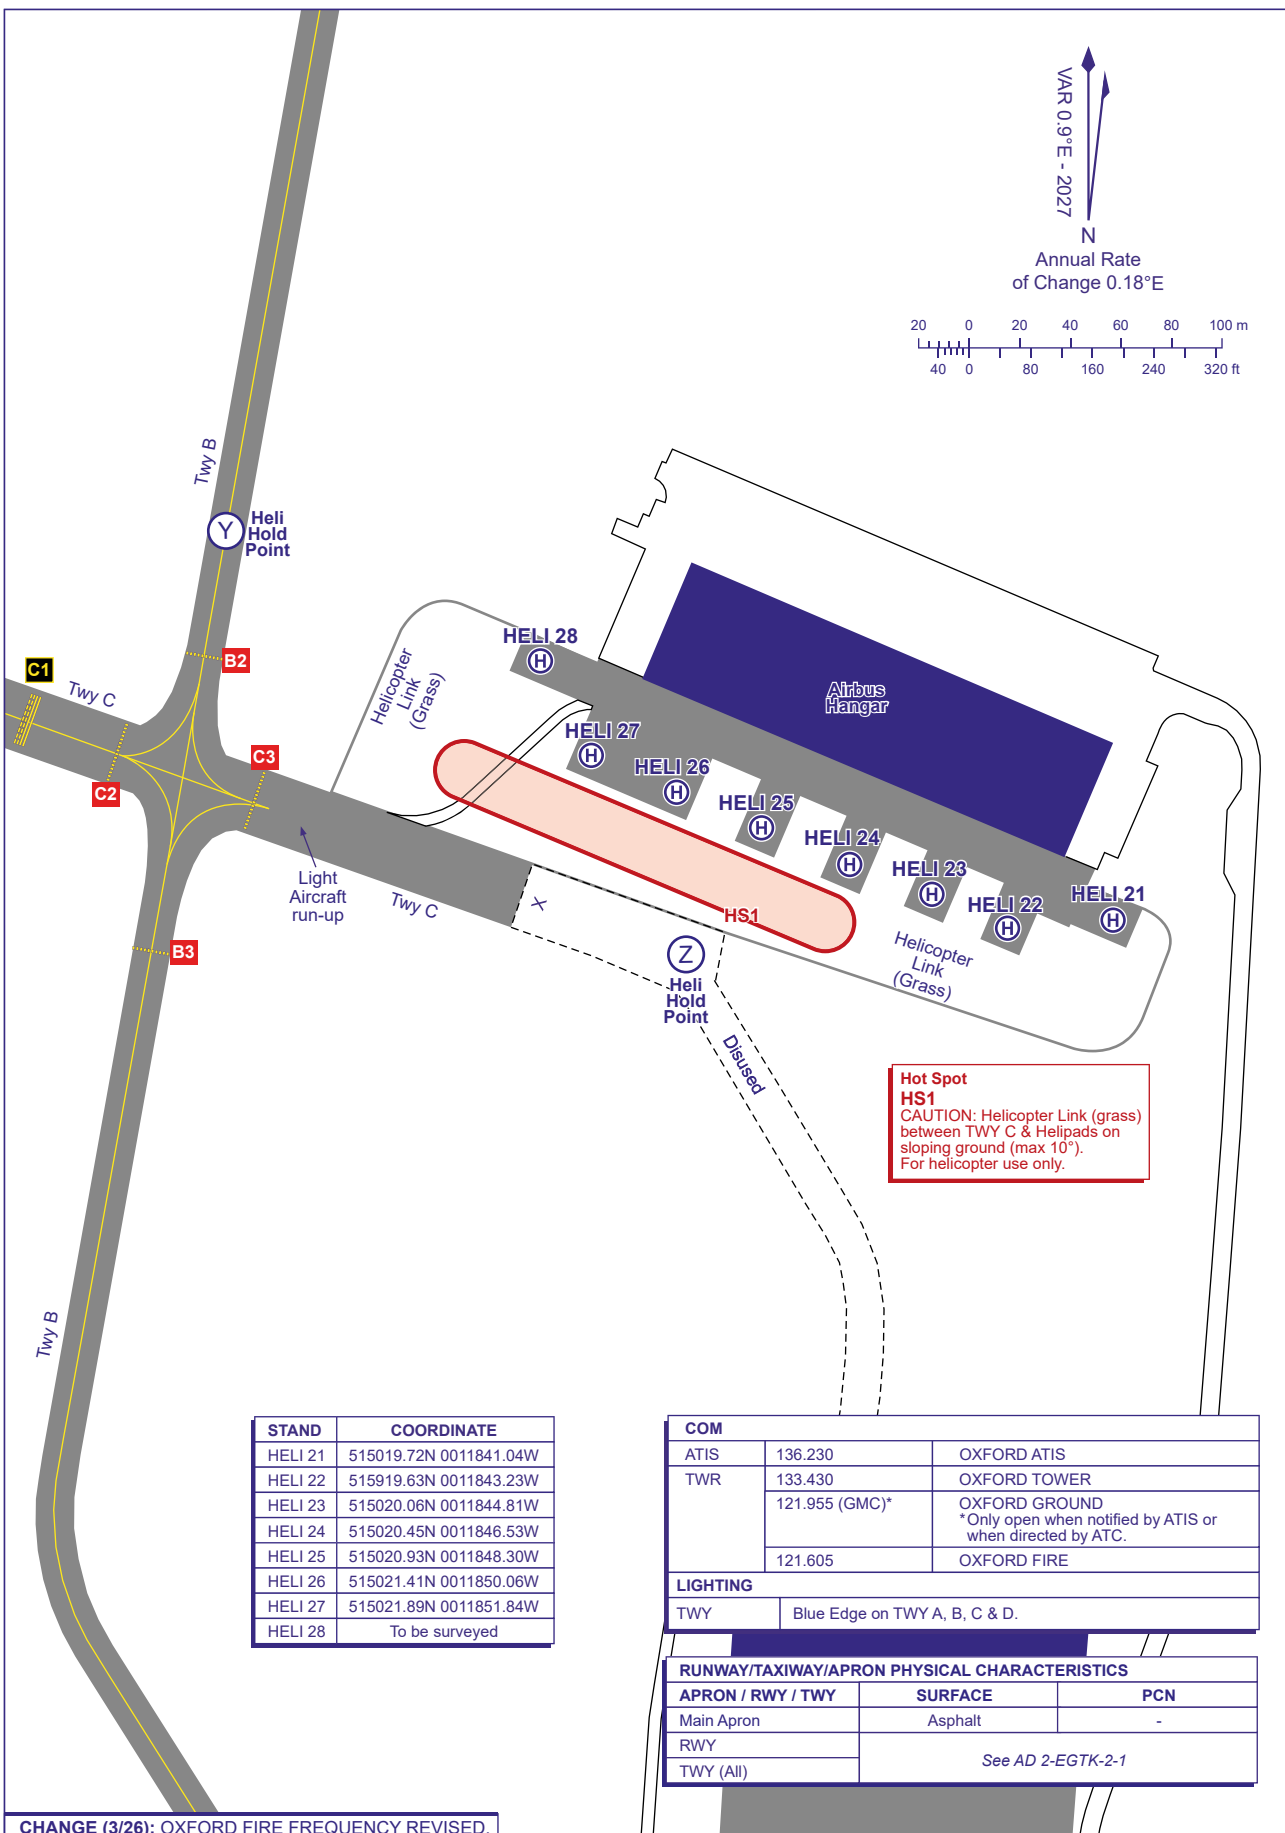 VAR 0.9°E - 2027
N
Annual Rate
of Change 0.18°E
20 0 20 40 60 80 100 m
40 0 80 160 240 320 ft
Twy B
Y
Heli
Hold
Point
C1
Twy C
B2
C2
C3
B3
Light
Aircraft
run-up
Twy C
X
Helicopter
Link
(Grass)
HELI 28
H
HELI 27
H
HELI 26
H
HELI 25
H
HELI 24
H
HELI 23
H
HELI 22
H
HELI 21
H
Airbus
Hangar
HS1
Z
Heli
Hold
Point
Helicopter
Link
(Grass)
Disused
Hot Spot
HS1
CAUTION: Helicopter Link (grass)
between TWY C & Helipads on
sloping ground (max 10°).
For helicopter use only.
Twy B
STAND COORDINATE
HELI 21 515019.72N 0011841.04W
HELI 22 515919.63N 0011843.23W
HELI 23 515020.06N 0011844.81W
HELI 24 515020.45N 0011846.53W
HELI 25 515020.93N 0011848.30W
HELI 26 515021.41N 0011850.06W
HELI 27 515021.89N 0011851.84W
HELI 28 To be surveyed
COM
ATIS 136.230 OXFORD ATIS
TWR 133.430 OXFORD TOWER
121.955 (GMC)* OXFORD GROUND
*Only open when notified by ATIS or
when directed by ATC.
121.605 OXFORD FIRE
LIGHTING
TWY Blue Edge on TWY A, B, C & D.
RUNWAY/TAXIWAY/APRON PHYSICAL CHARACTERISTICS
APRON / RWY / TWY SURFACE PCN
Main Apron Asphalt -
RWY
See AD 2-EGTK-2-1
TWY (All)
CHANGE (3/26): OXFORD FIRE FREQUENCY REVISED.